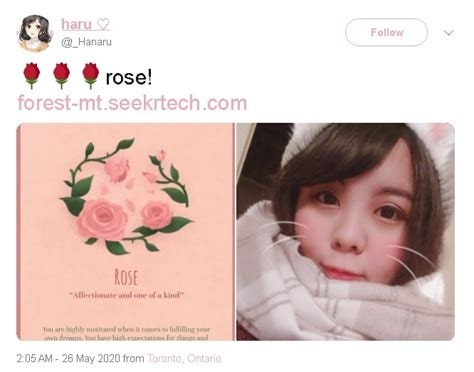 haru ♡
@_Hanaru
Follow
🌹🌹🌹rose!
forest-mt.seekrtech.com
ROSE
“Affectionate and one of a kind”
You are highly motivated when it comes to fulfilling your
own dreams. You have high expectations for things and
2:05 AM - 26 May 2020 from Toronto, Ontario